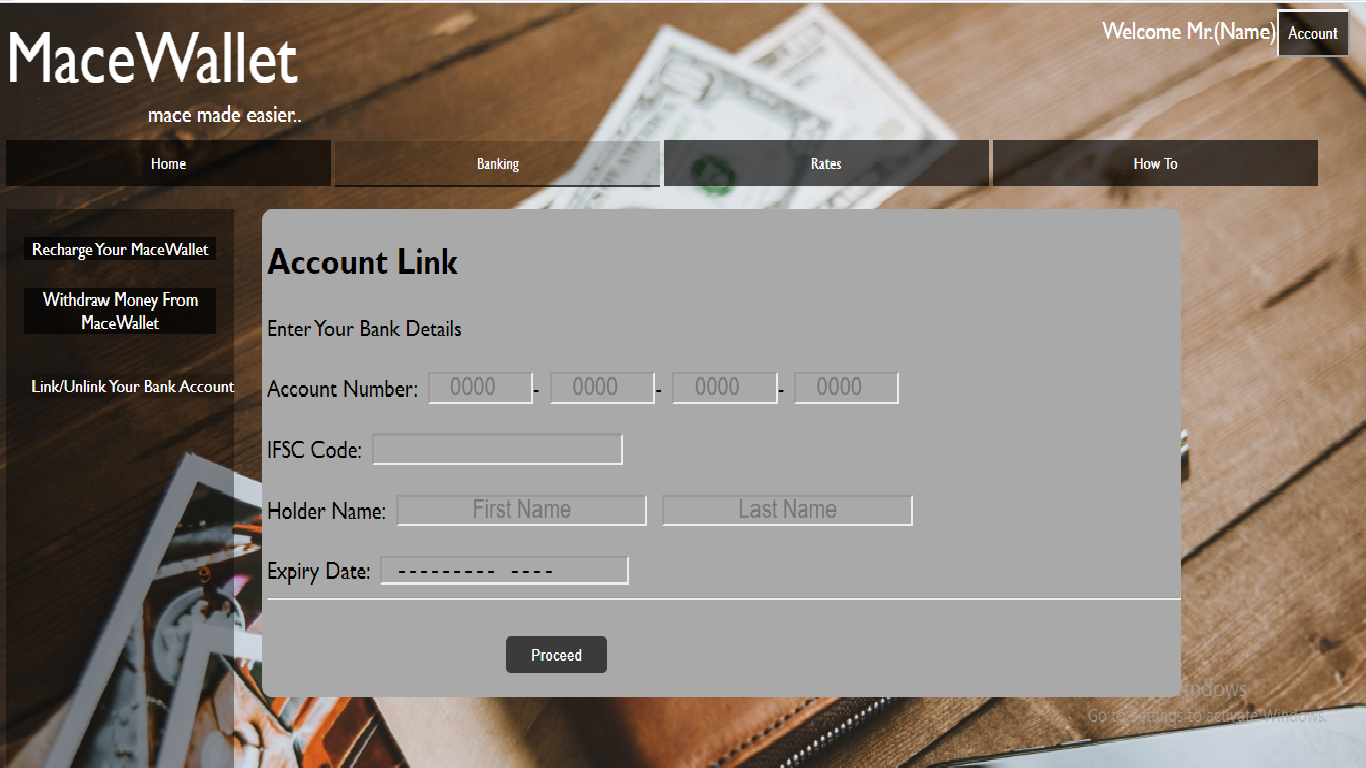 MaceWallet
mace made easier..
Welcome Mr.(Name)
Account
Home
Banking
Rates
How To
Recharge Your MaceWallet
Withdraw Money From
MaceWallet
Link/Unlink Your Bank Account
Account Link
Enter Your Bank Details
Account Number: 0000 - 0000 - 0000 - 0000
IFSC Code:
Holder Name: First Name Last Name
Expiry Date: --------- ----
Proceed
Windows
Go to Settings to activate Windows.